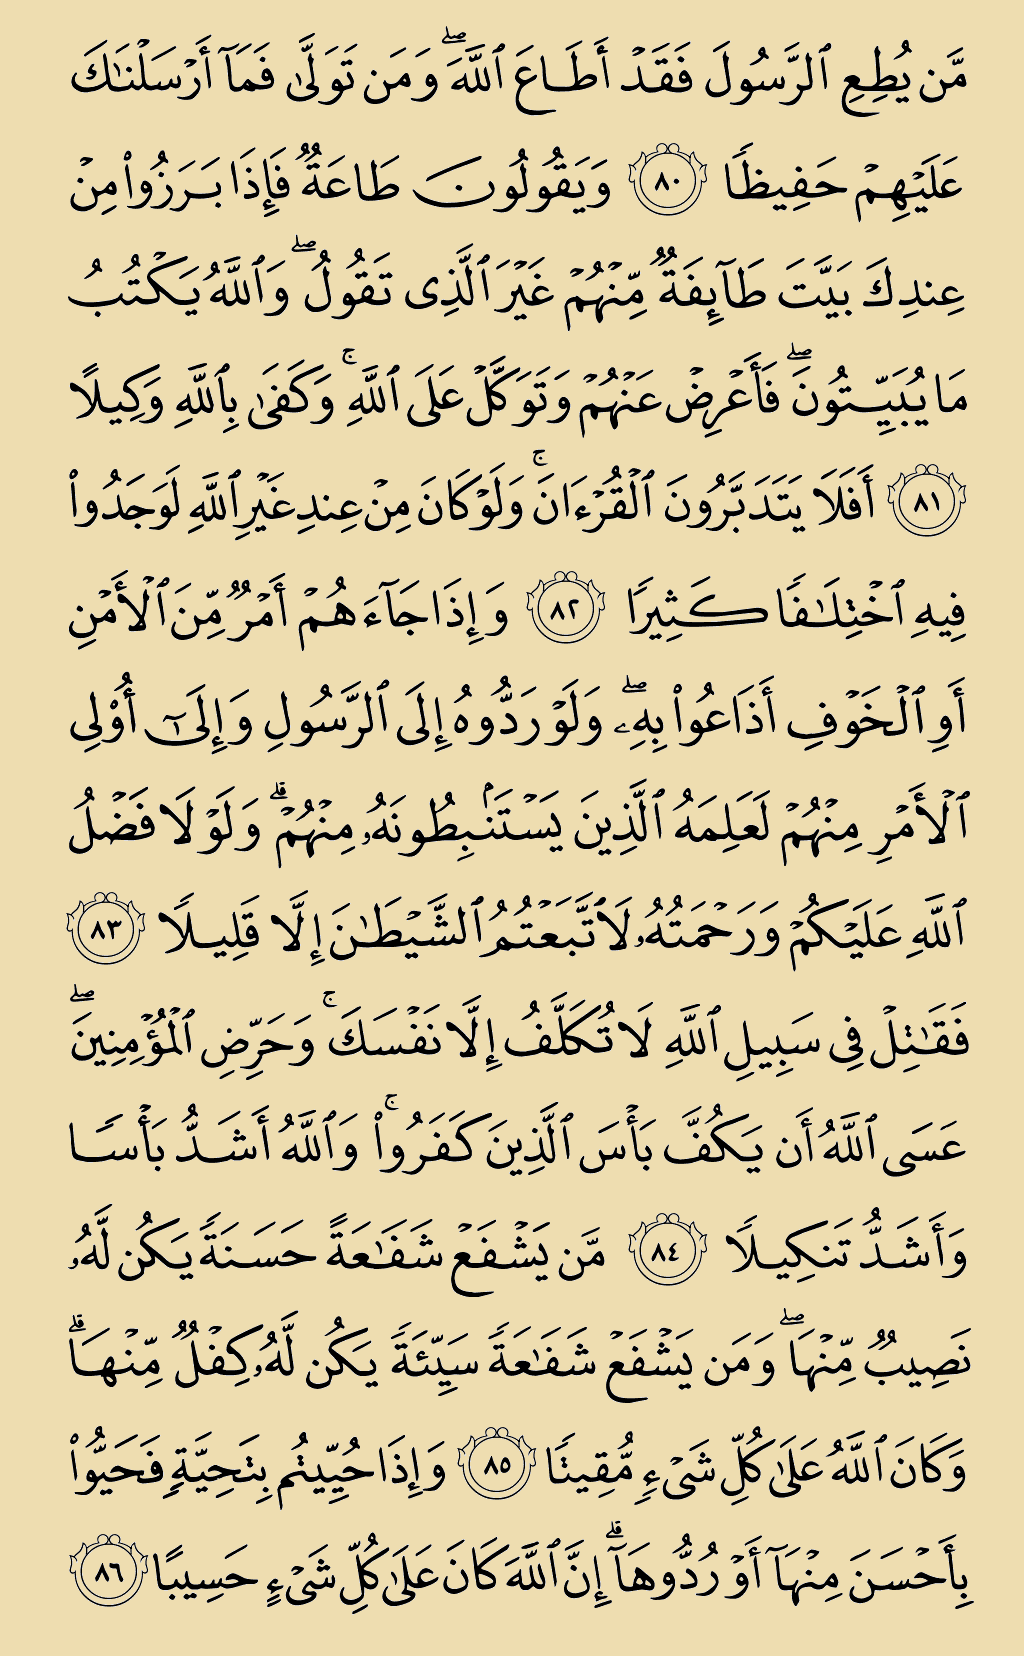 مَّن يُطِعِ ٱلرَّسُولَ فَقَدۡ أَطَاعَ ٱللَّهَۖ وَمَن تَوَلَّىٰ فَمَآ أَرۡسَلۡنَٰكَ
عَلَيۡهِمۡ حَفِيظٗا ٨٠ وَيَقُولُونَ طَاعَةٞ فَإِذَا بَرَزُواْ مِنۡ
عِندِكَ بَيَّتَ طَآئِفَةٞ مِّنۡهُمۡ غَيۡرَ ٱلَّذِى تَقُولُۖ وَٱللَّهُ يَكۡتُبُ
مَا يُبَيِّتُونَۖ فَأَعۡرِضۡ عَنۡهُمۡ وَتَوَكَّلۡ عَلَى ٱللَّهِۚ وَكَفَىٰ بِٱللَّهِ وَكِيلًا
٨١ أَفَلَا يَتَدَبَّرُونَ ٱلۡقُرۡءَانَۚ وَلَوۡ كَانَ مِنۡ عِندِ غَيۡرِ ٱللَّهِ لَوَجَدُواْ
فِيهِ ٱخۡتِلَٰفٗا كَثِيرٗا ٨٢ وَإِذَا جَآءَهُمۡ أَمۡرٞ مِّنَ ٱلۡأَمۡنِ
أَوِ ٱلۡخَوۡفِ أَذَاعُواْ بِهِۦۖ وَلَوۡ رَدُّوهُ إِلَى ٱلرَّسُولِ وَإِلَىٰٓ أُوْلِى
ٱلۡأَمۡرِ مِنۡهُمۡ لَعَلِمَهُ ٱلَّذِينَ يَسۡتَنۢبِطُونَهُۥ مِنۡهُمۡۗ وَلَوۡلَا فَضۡلُ
ٱللَّهِ عَلَيۡكُمۡ وَرَحۡمَتُهُۥ لَٱتَّبَعۡتُمُ ٱلشَّيۡطَٰنَ إِلَّا قَلِيلٗا ٨٣
فَقَٰتِلۡ فِى سَبِيلِ ٱللَّهِ لَا تُكَلَّفُ إِلَّا نَفۡسَكَۚ وَحَرِّضِ ٱلۡمُؤۡمِنِينَۖ
عَسَى ٱللَّهُ أَن يَكُفَّ بَأۡسَ ٱلَّذِينَ كَفَرُواْۚ وَٱللَّهُ أَشَدُّ بَأۡسٗا
وَأَشَدُّ تَنكِيلٗا ٨٤ مَّن يَشۡفَعۡ شَفَٰعَةً حَسَنَةٗ يَكُن لَّهُۥ
نَصِيبٞ مِّنۡهَاۖ وَمَن يَشۡفَعۡ شَفَٰعَةٗ سَيِّئَةٗ يَكُن لَّهُۥ كِفۡلٞ مِّنۡهَاۗ
وَكَانَ ٱللَّهُ عَلَىٰ كُلِّ شَىۡءٖ مُّقِيتٗا ٨٥ وَإِذَا حُيِّيتُم بِتَحِيَّةٖ فَحَيُّواْ
بِأَحۡسَنَ مِنۡهَآ أَوۡ رُدُّوهَآۗ إِنَّ ٱللَّهَ كَانَ عَلَىٰ كُلِّ شَىۡءٍ حَسِيبًا ٨٦